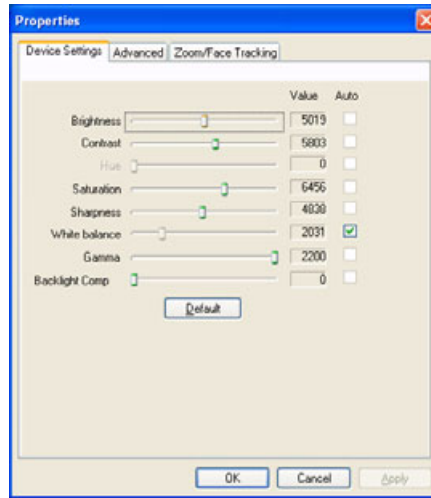 Properties
Device Settings Advanced Zoom/Face Tracking
Value Auto
Brightness 5019
Contrast 5803
Hue 0
Saturation 6456
Sharpness 4838
White balance 2031
Gamma 2200
Backlight Comp 0
Default
OK Cancel Apply